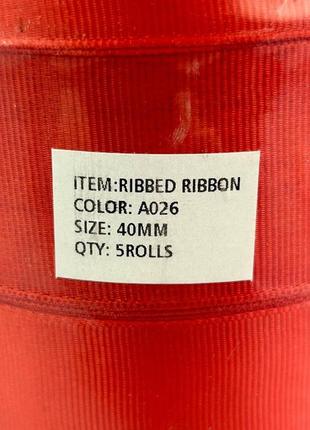 ITEM:RIBBED RIBBON
COLOR: A026
SIZE: 40MM
QTY: 5ROLLS